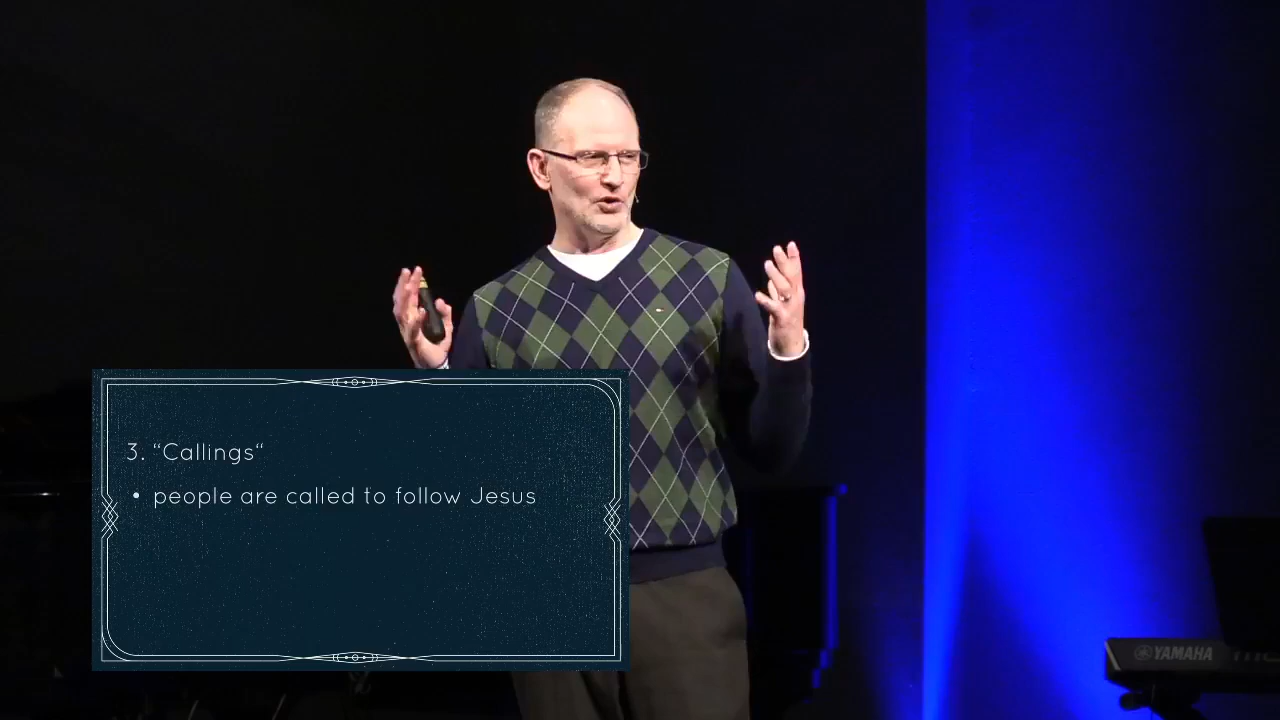 3. “Callings“
• people are called to follow Jesus
YAMAHA